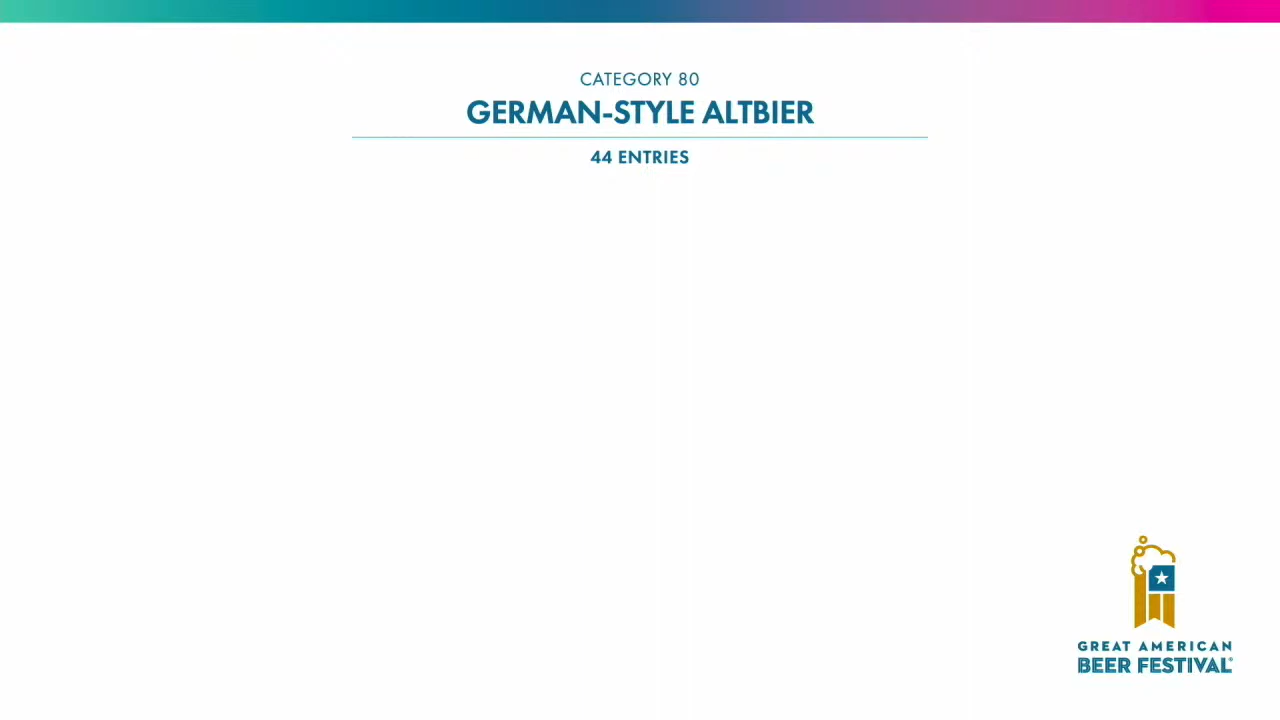 CATEGORY 80
GERMAN-STYLE ALTBIER
44 ENTRIES
GREAT AMERICAN
BEER FESTIVAL®